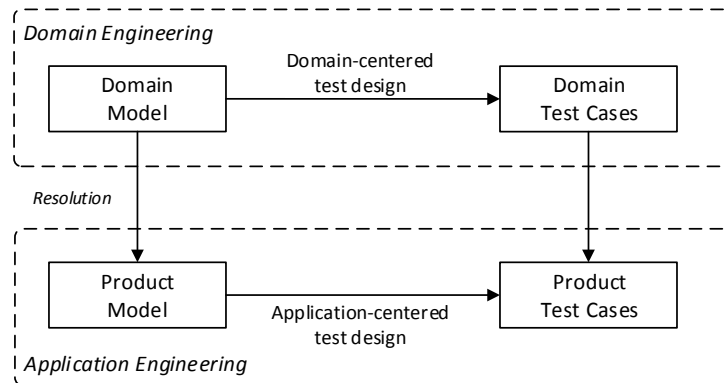 Domain Engineering
Domain-centered
test design
Domain
Model
Domain
Test Cases
Resolution
Product
Model
Product
Test Cases
Application-centered
test design
Application Engineering